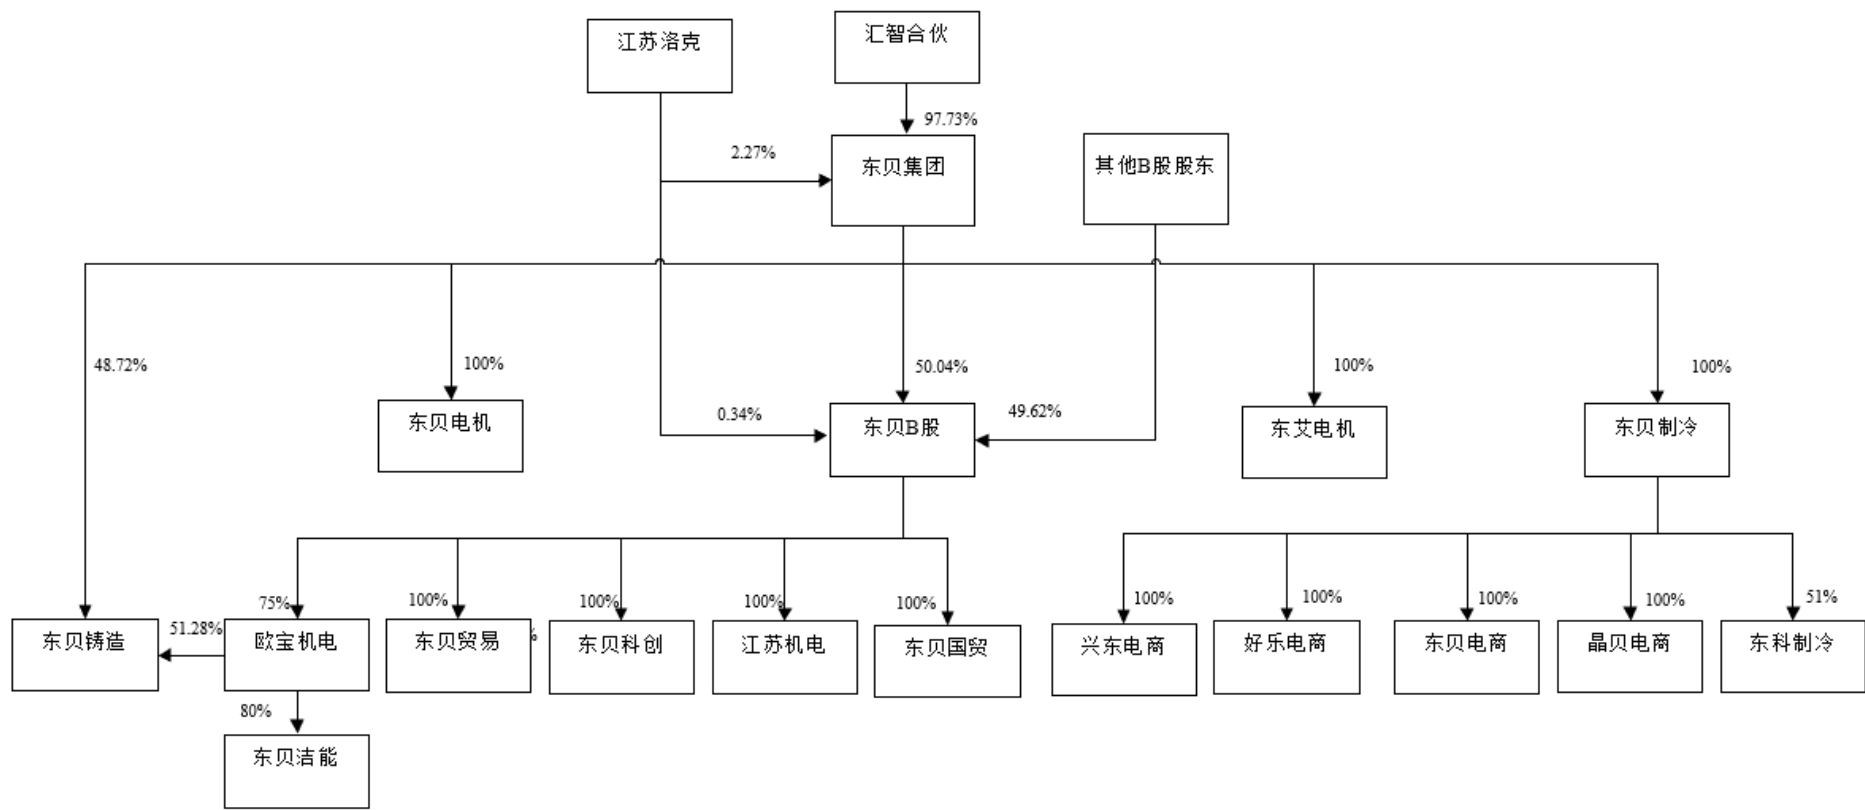 江苏洛克
汇智合伙
97.73%
2.27%
东贝集团
其他B股股东
48.72%
100%
50.04%
100%
100%
东贝电机
0.34%
东贝B股
49.62%
东艾电机
东贝制冷
75%
100%
100%
100%
100%
100%
100%
100%
100%
51%
东贝铸造
51.28%
欧宝机电
东贝贸易
%
东贝科创
江苏机电
东贝国贸
兴东电商
好乐电商
东贝电商
晶贝电商
东科制冷
80%
东贝洁能